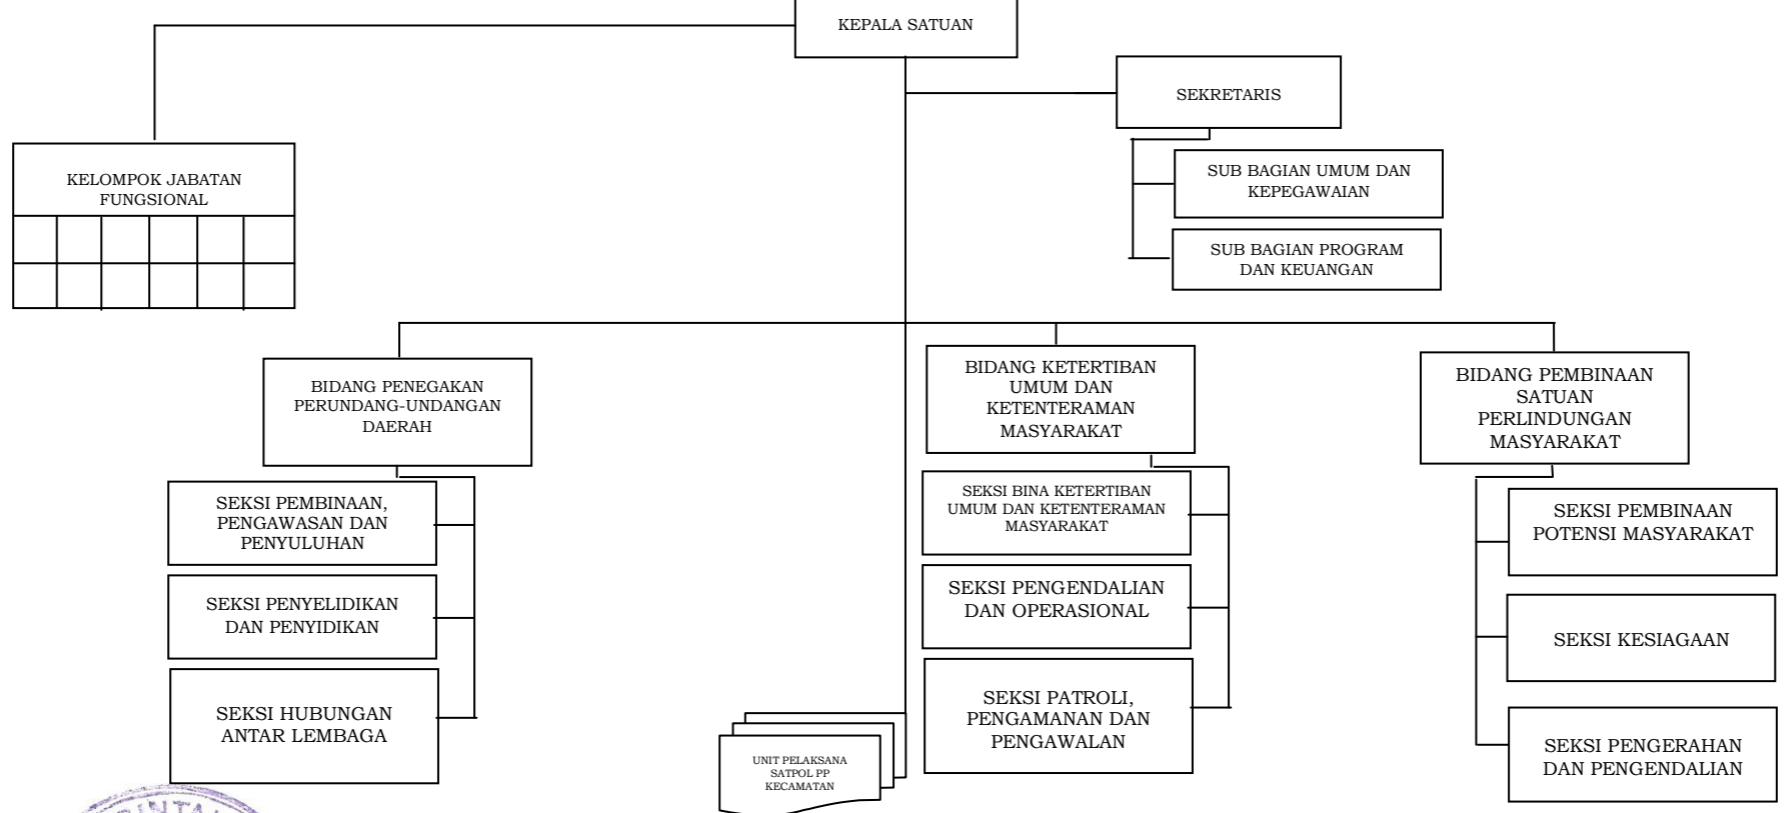 KEPALA SATUAN
SEKRETARIS
KELOMPOK JABATAN
FUNGSIONAL
SUB BAGIAN UMUM DAN
KEPEGAWAIAN
SUB BAGIAN PROGRAM
DAN KEUANGAN
BIDANG PENEGAKAN
PERUNDANG-UNDANGAN
DAERAH
SEKSI PEMBINAAN,
PENGAWASAN DAN
PENYULUHAN
SEKSI PENYELIDIKAN
DAN PENYIDIKAN
SEKSI HUBUNGAN
ANTAR LEMBAGA
BIDANG KETERTIBAN
UMUM DAN
KETENTERAMAN
MASYARAKAT
SEKSI BINA KETERTIBAN
UMUM DAN KETENTERAMAN
MASYARAKAT
SEKSI PENGENDALIAN
DAN OPERASIONAL
SEKSI PATROLI,
PENGAMANAN DAN
PENGAWALAN
BIDANG PEMBINAAN
SATUAN
PERLINDUNGAN
MASYARAKAT
SEKSI PEMBINAAN
POTENSI MASYARAKAT
SEKSI KESIAGAAN
SEKSI PENGERAHAN
DAN PENGENDALIAN
UNIT PELAKSANA
SATPOL PP
KECAMATAN